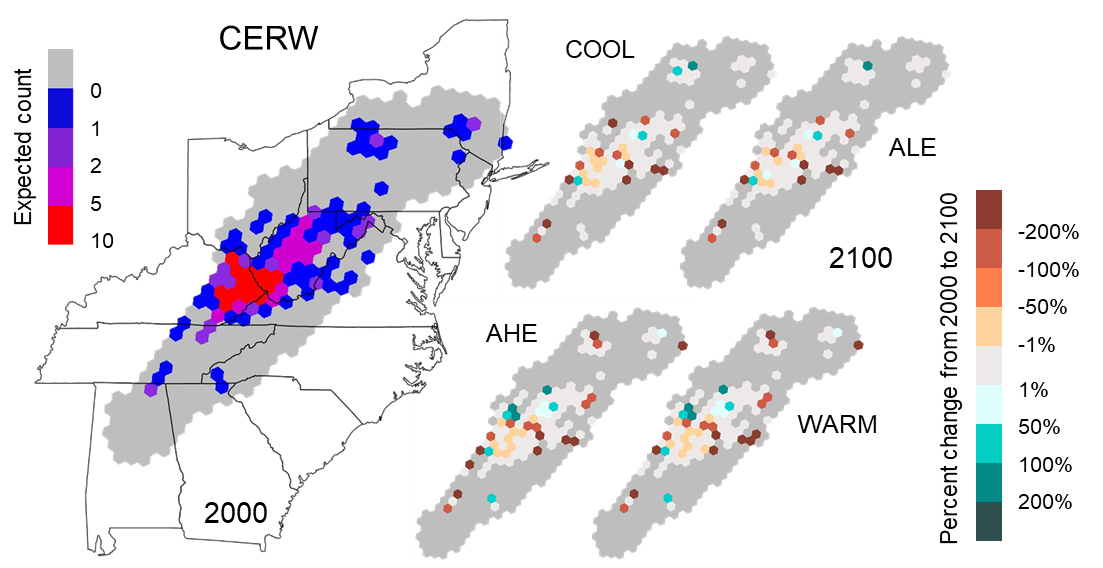 CERW
Expected count
0
1
2
5
10
2000
COOL
ALE
2100
AHE
WARM
Percent change from 2000 to 2100
-200%
-100%
-50%
-1%
1%
50%
100%
200%